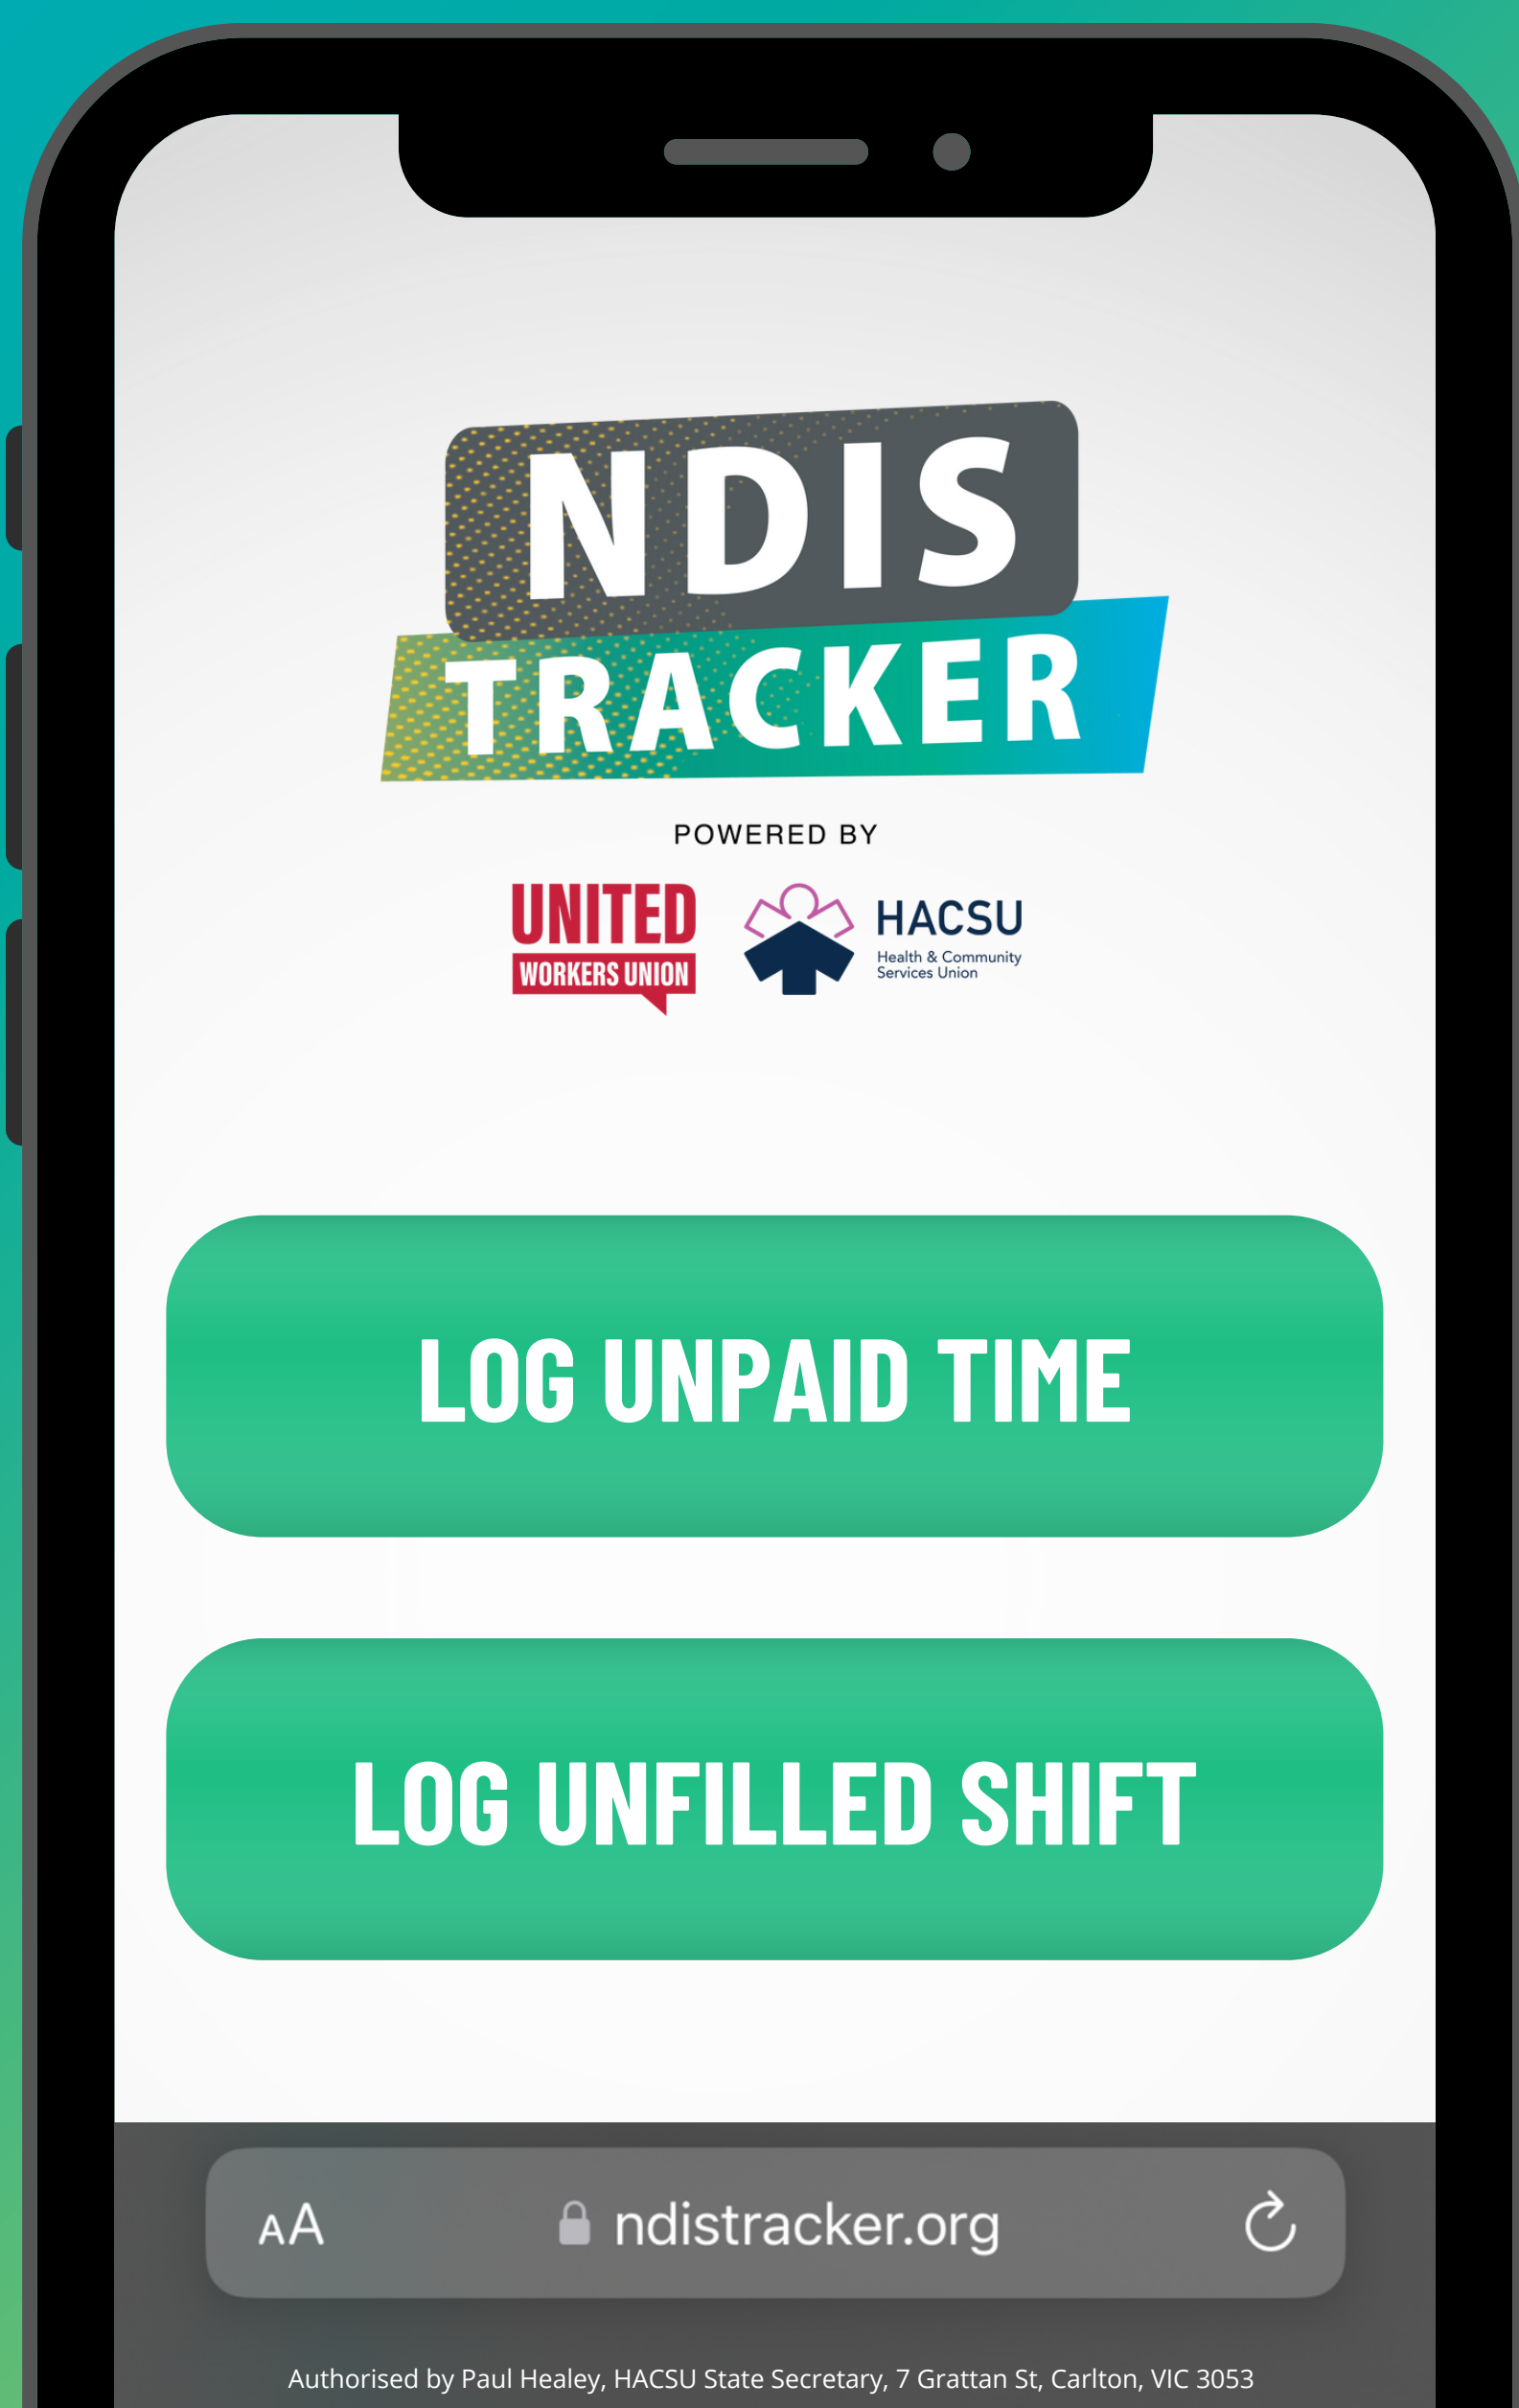 NDIS
TRACKER
POWERED BY
UNITED
WORKERS UNION
HACSU
Health & Community
Services Union
LOG UNPAID TIME
LOG UNFILLED SHIFT
AA
ndistracker.org
Authorised by Paul Healey, HACSU State Secretary, 7 Grattan St, Carlton, VIC 3053